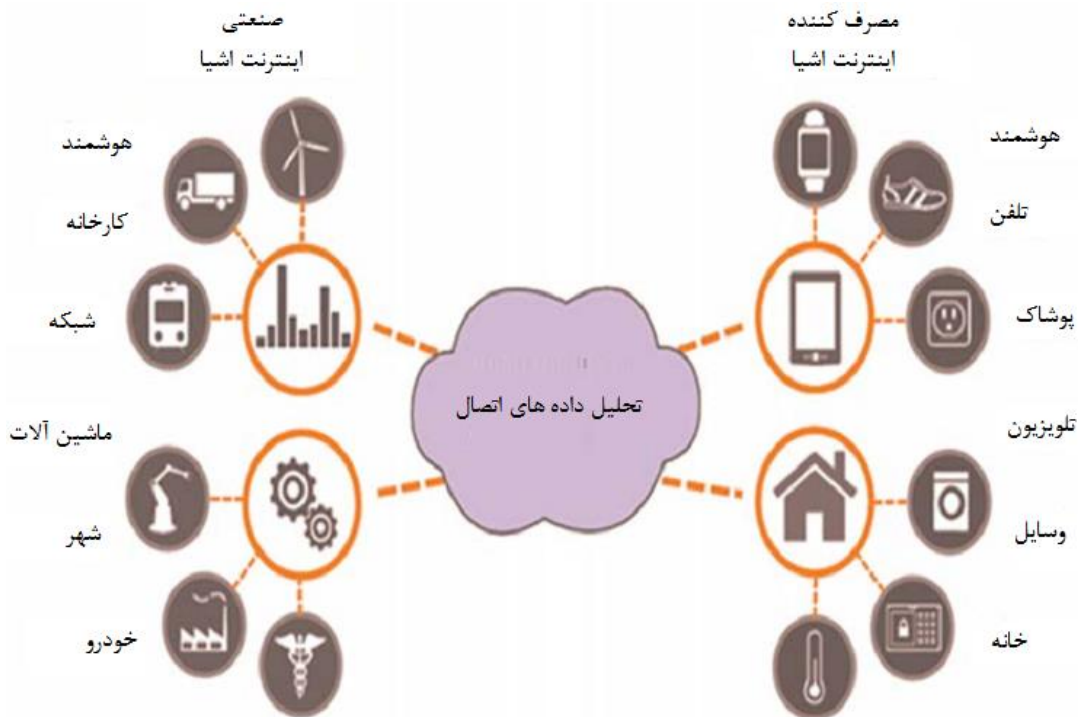 مصرف کننده
اینترنت اشیا
هوشمند
تلفن
پوشاک
تلویزیون
وسایل
خانه
تحلیل داده های اتصال
صنعتی
اینترنت اشیا
هوشمند
کارخانه
شبکه
ماشین آلات
شهر
خودرو